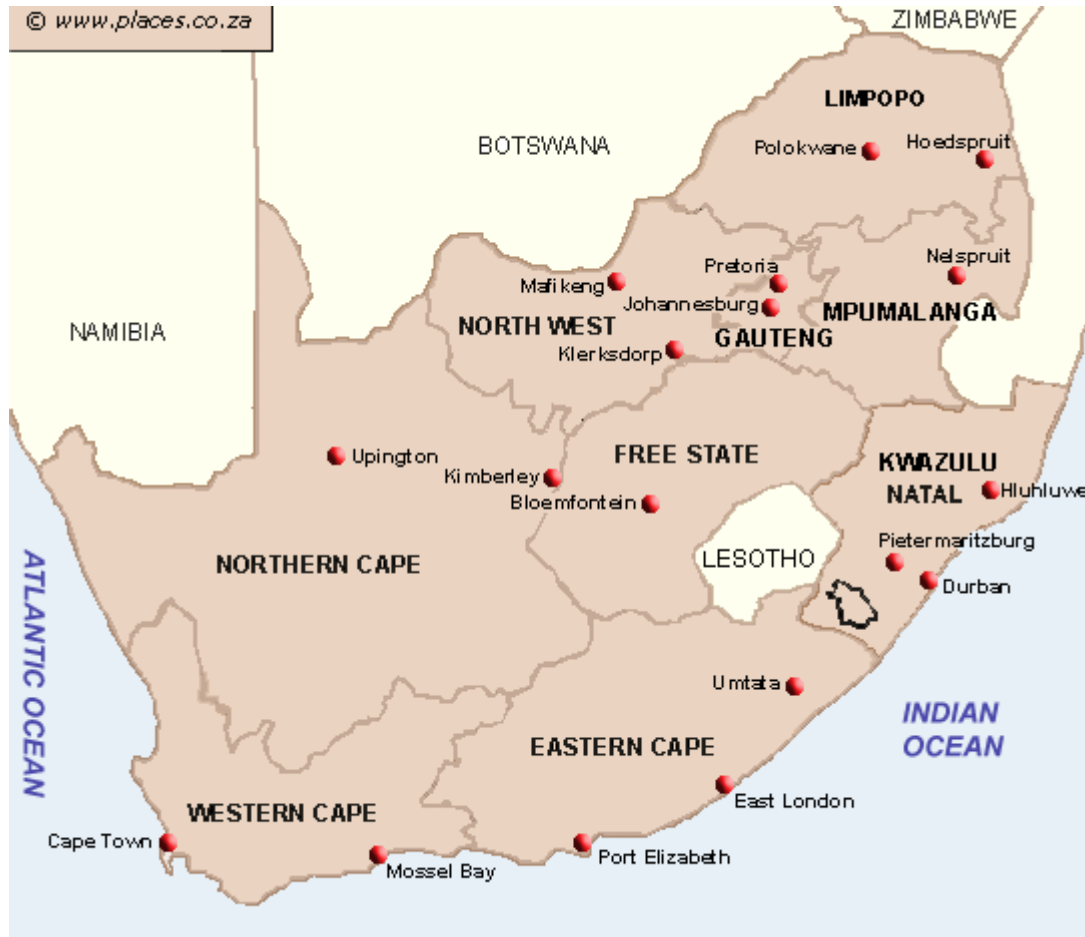 © www.places.co.za
ZIMBABWE
LIMPOPO
BOTSWANA
Polokwane
Hoedspruit
Pretoria
Nelspruit
Mafikeng
Johannesburg
MPUMALANGA
NAMIBIA
NORTH WEST
GAUTENG
Klerksdorp
Upington
FREE STATE
KWAZULU
NATAL
Kimberley
Hluhluwe
Bloemfontein
Pietermaritzburg
LESOTHO
NORTHERN CAPE
Durban
ATLANTIC OCEAN
Umtata
INDIAN
OCEAN
EASTERN CAPE
East London
WESTERN CAPE
Cape Town
Port Elizabeth
Mossel Bay